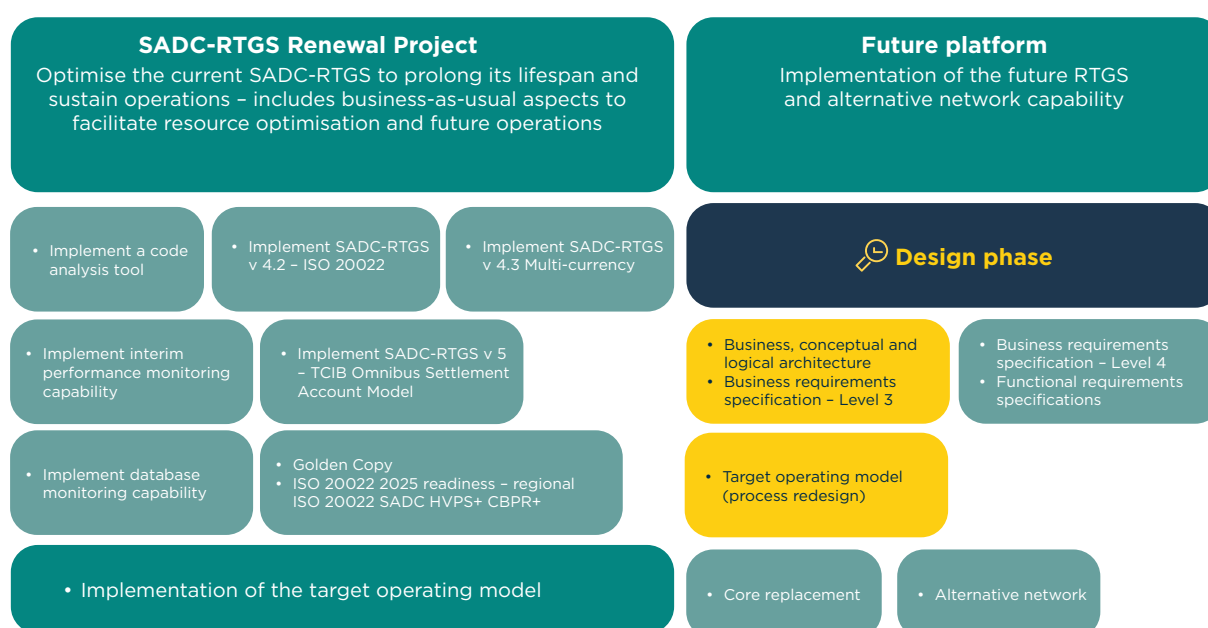 SADC-RTGS Renewal Project
Optimise the current SADC-RTGS to prolong its lifespan and
sustain operations – includes business-as-usual aspects to
facilitate resource optimisation and future operations
Future platform
Implementation of the future RTGS
and alternative network capability
• Implement a code
analysis tool
• Implement SADC-RTGS
v 4.2 – ISO 20022
• Implement SADC-RTGS
v 4.3 Multi-currency
Design phase
• Implement interim
performance monitoring
capability
• Implement SADC-RTGS v 5
– TCIB Omnibus Settlement
Account Model
• Business, conceptual and
logical architecture
• Business requirements
specification – Level 3
• Business requirements
specification – Level 4
• Functional requirements
specifications
• Implement database
monitoring capability
• Golden Copy
• ISO 20022 2025 readiness – regional
ISO 20022 SADC HVPS+ CBPR+
• Target operating model
(process redesign)
• Implementation of the target operating model
• Core replacement
• Alternative network